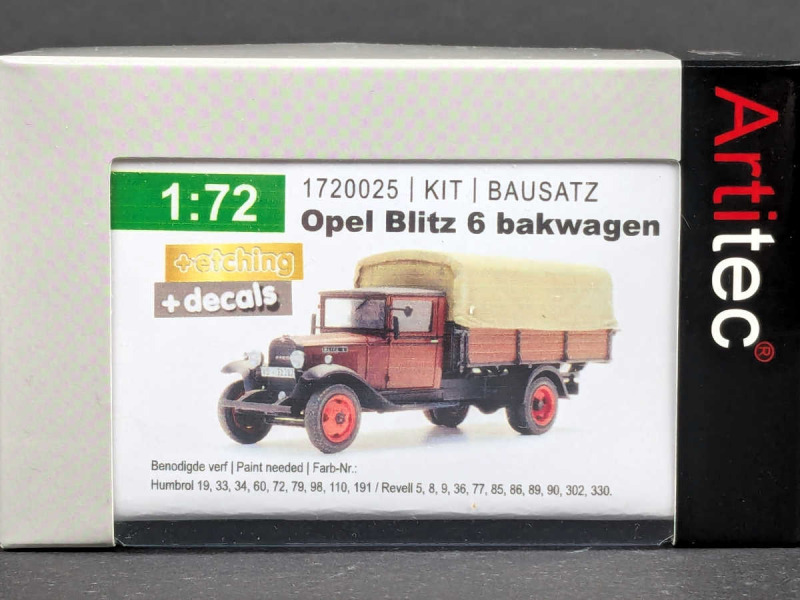 1:72
1720025 | KIT | BAUSATZ
Opel Blitz 6 bakwagen
+etching
+decals
Benodigde verf | Paint needed | Farb-Nr.:
Humbrol 19, 33, 34, 60, 72, 79, 98, 110, 191 / Revell 5, 8, 9, 36, 77, 85, 86, 89, 90, 302, 330.
Artitec®